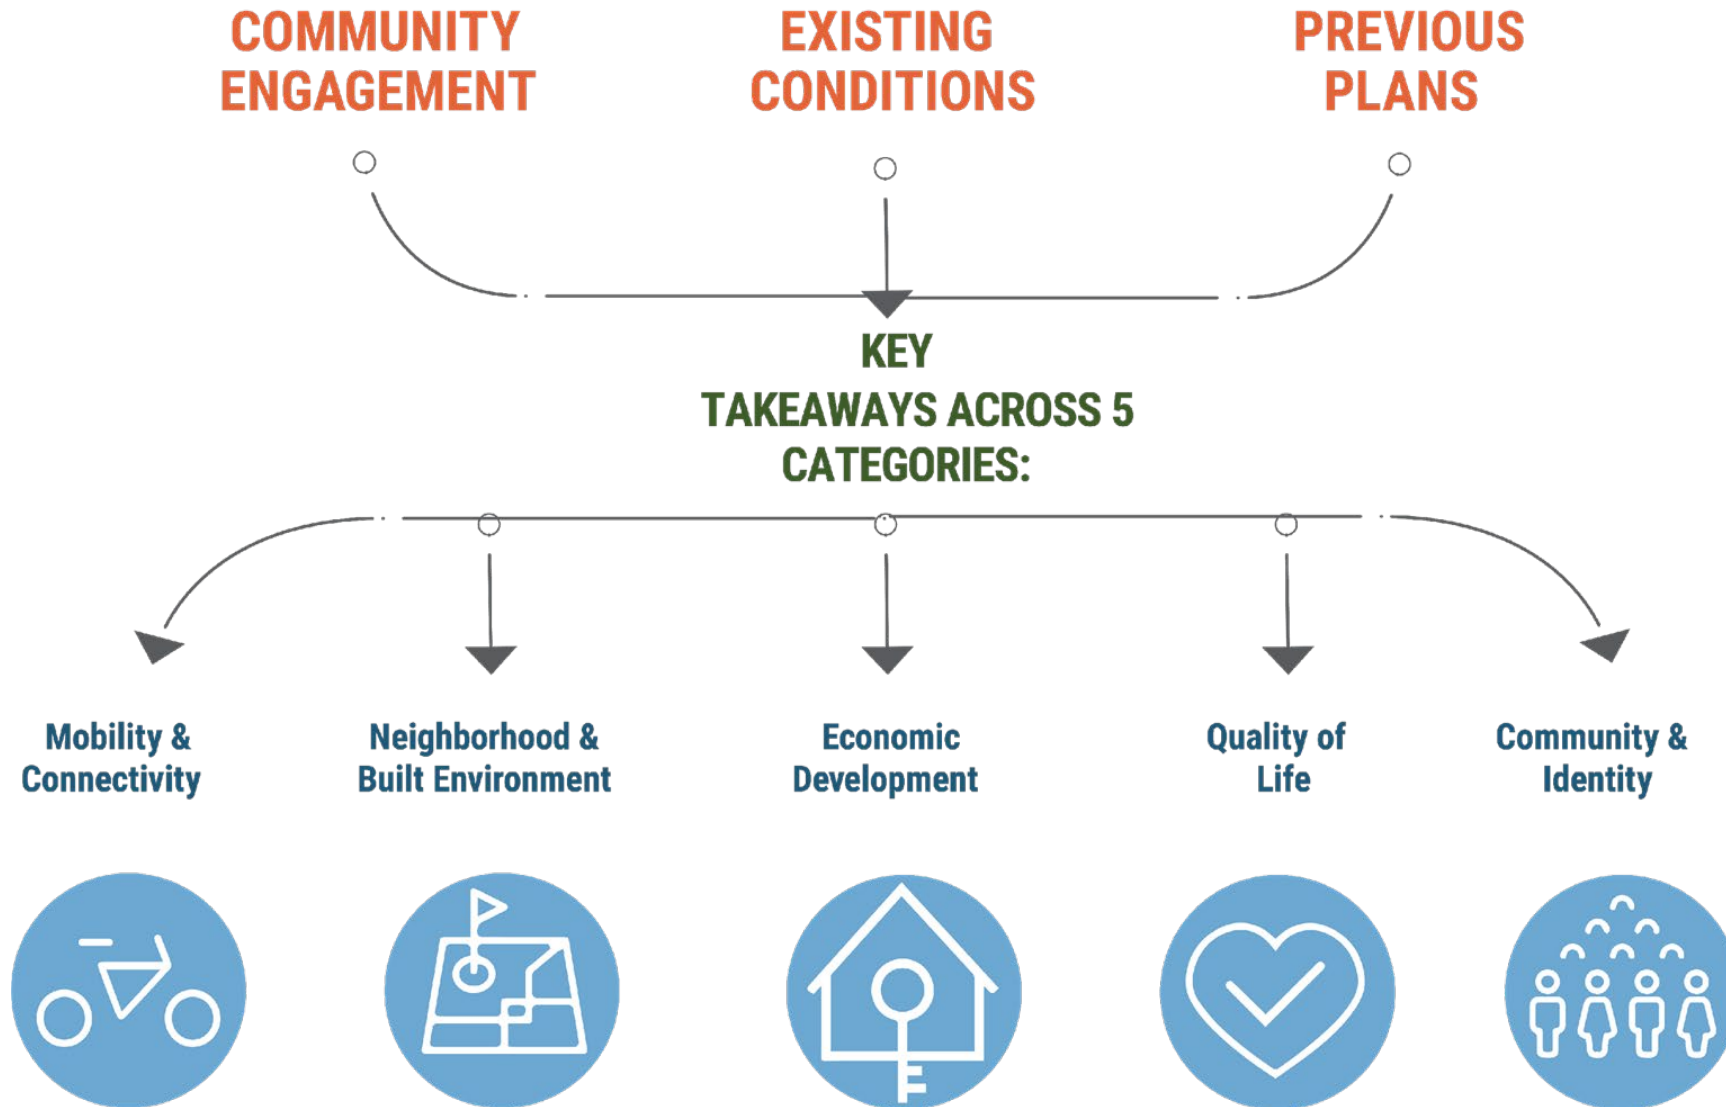 COMMUNITY
ENGAGEMENT
EXISTING
CONDITIONS
PREVIOUS
PLANS
KEY
TAKEAWAYS ACROSS 5
CATEGORIES:
Mobility &
Connectivity
Neighborhood &
Built Environment
Economic
Development
Quality of
Life
Community &
Identity